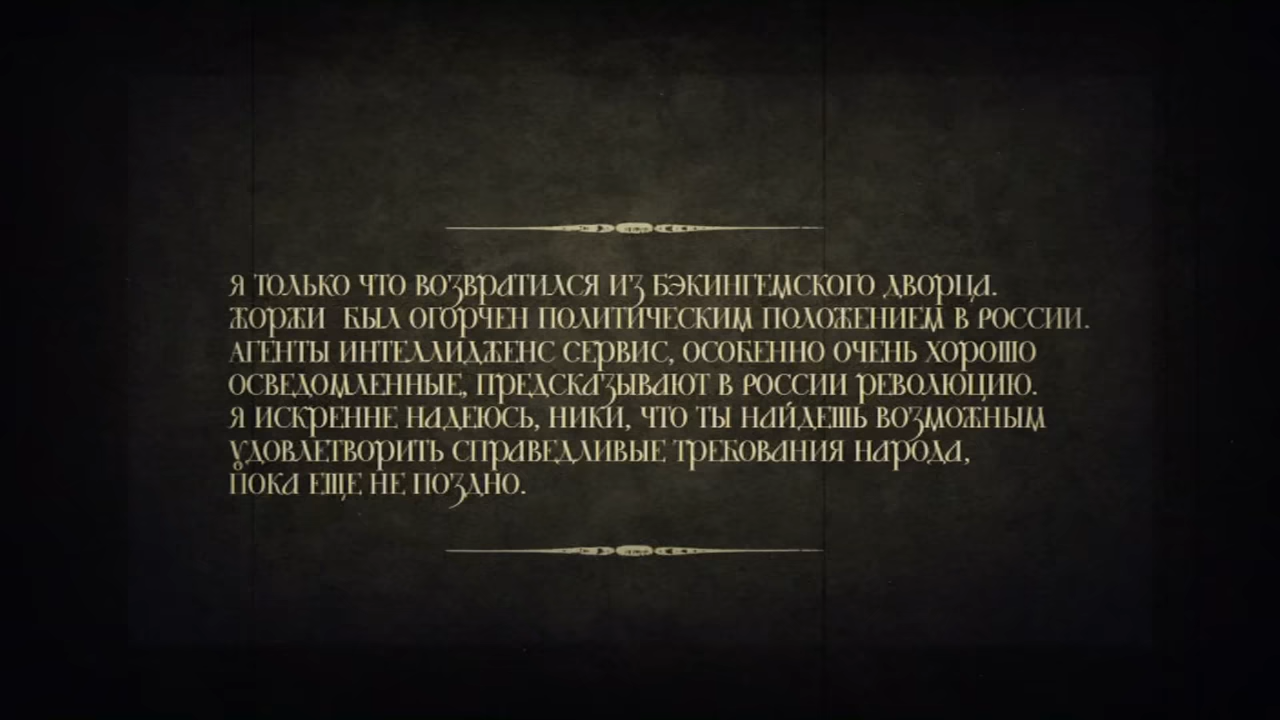 Я ТОЛЬКО ЧТО ВОЗВРАТИЛСЯ ИЗ БЭКИНГЕМСКОГО ДВОРЦА.
ЖОРЖИ БЫЛ ОГОРЧЕН ПОЛИТИЧЕСКИМ ПОЛОЖЕНИЕМ В РОССИИ.
АГЕНТЫ ИНТЕЛЛИДЖЕНС СЕРВИС, ОСОБЕННО ОЧЕНЬ ХОРОШО
ОСВЕДОМЛЕННЫЕ, ПРЕДСКАЗЫВАЮТ В РОССИИ РЕВОЛЮЦИЮ.
Я ИСКРЕННЕ НАДЕЮСЬ, НИКИ, ЧТО ТЫ НАЙДЕШЬ ВОЗМОЖНЫМ
УДОВЛЕТВОРИТЬ СПРАВЕДЛИВЫЕ ТРЕБОВАНИЯ НАРОДА,
ПОКА ЕЩЕ НЕ ПОЗДНО.